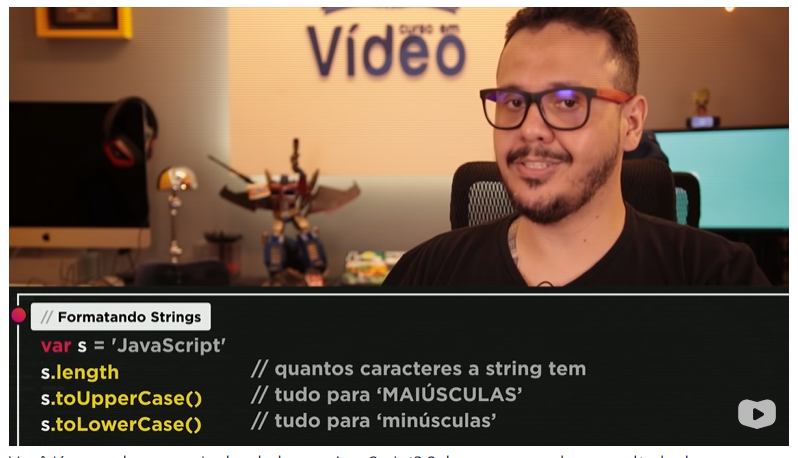 curso em
Vídeo
// Formatando Strings
var s = 'JavaScript'
s.length // quantos caracteres a string tem
s.toUpperCase() // tudo para ‘MAIÚSCULAS’
s.toLowerCase() // tudo para ‘minúsculas’